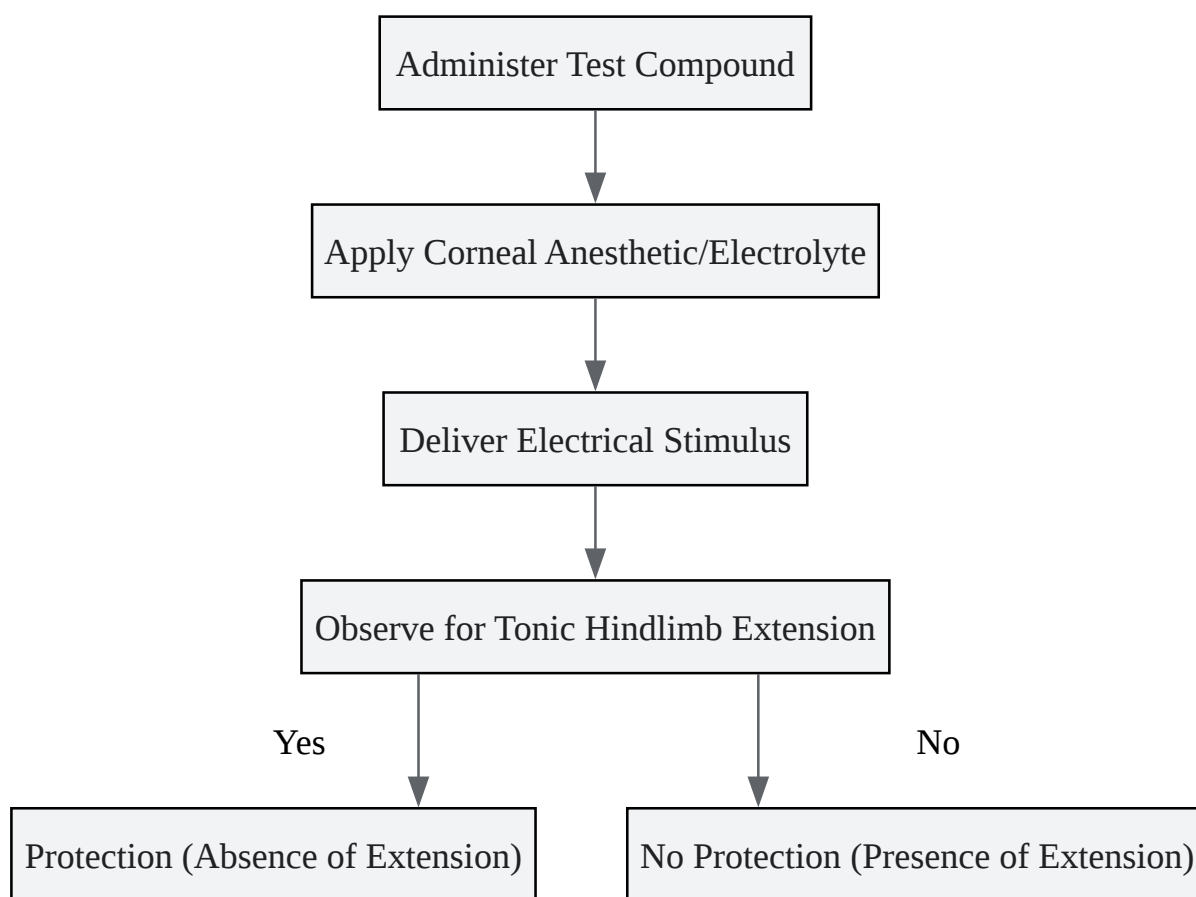 Administer Test Compound
Apply Corneal Anesthetic/Electrolyte
Deliver Electrical Stimulus
Observe for Tonic Hindlimb Extension
Yes
No
Protection (Absence of Extension)
No Protection (Presence of Extension)